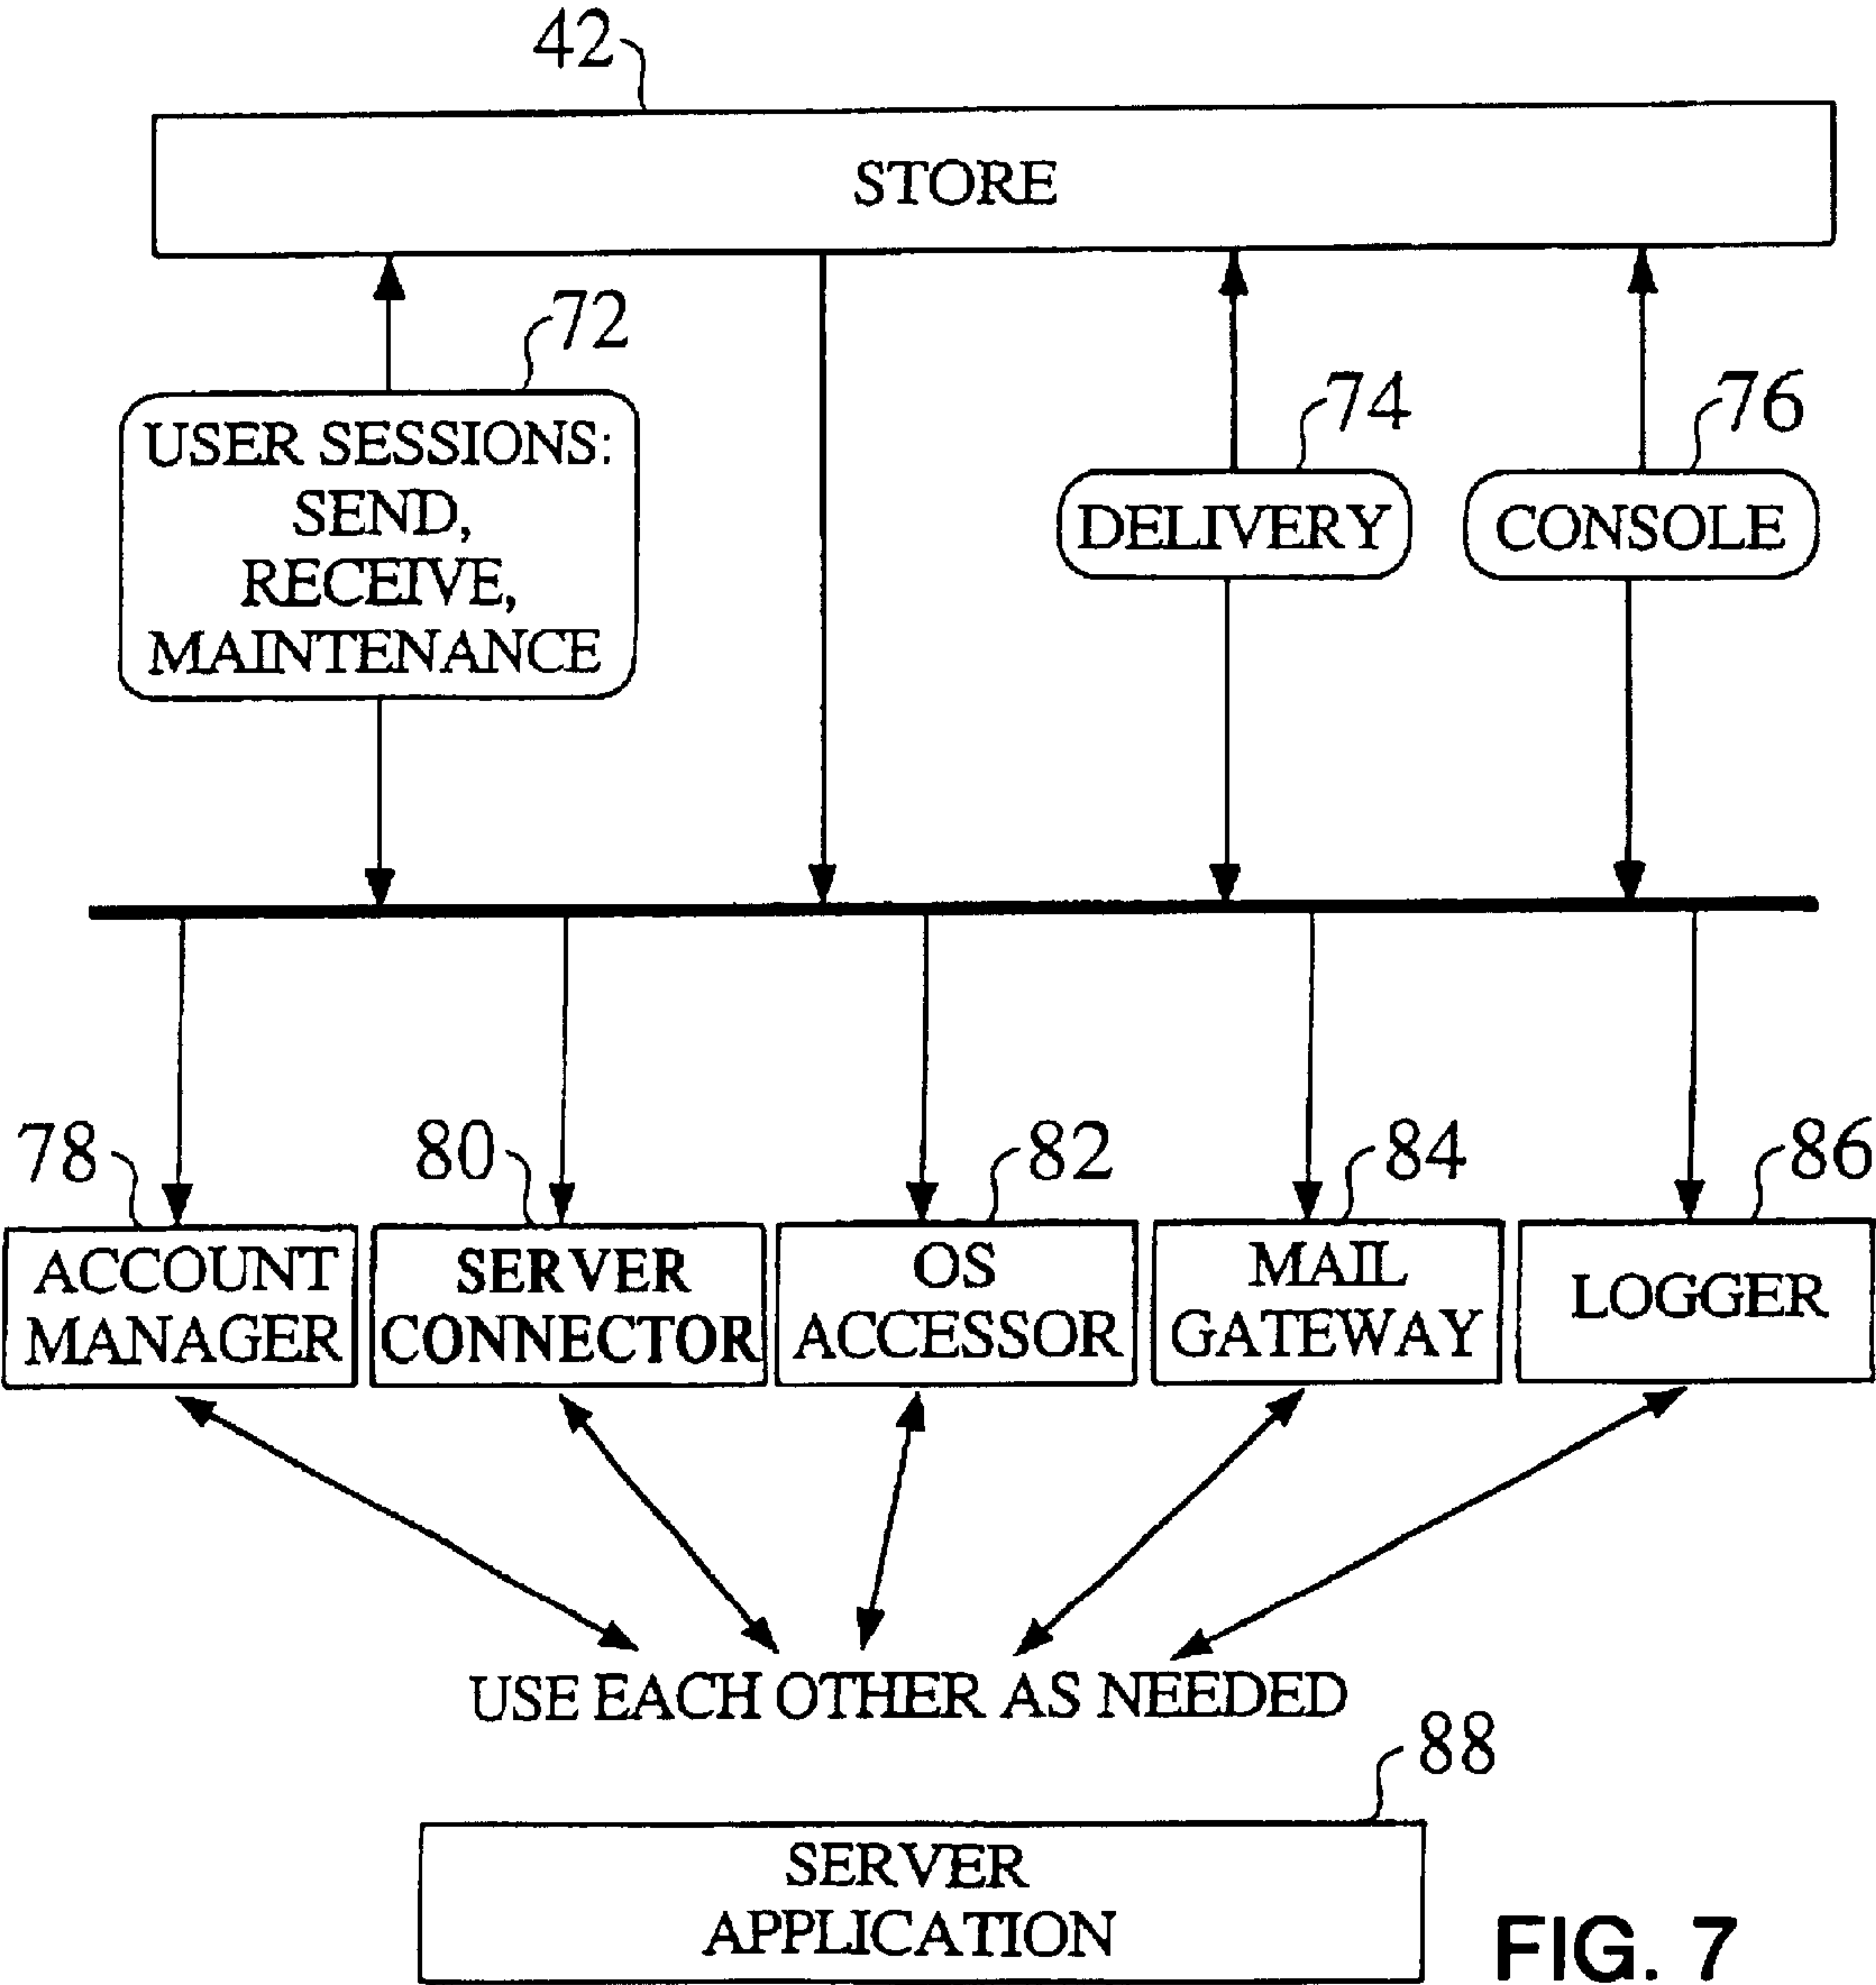 42
STORE
72
74
76
USER SESSIONS:
SEND,
RECEIVE,
MAINTENANCE
DELIVERY
CONSOLE
78
80
82
84
86
ACCOUNT
MANAGER
SERVER
CONNECTOR
OS
ACCESSOR
MAIL
GATEWAY
LOGGER
USE EACH OTHER AS NEEDED
88
SERVER
APPLICATION
FIG. 7